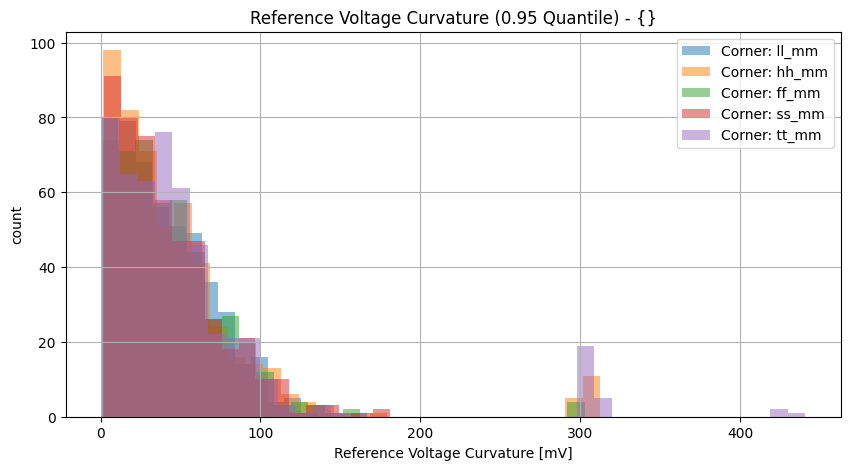 Reference Voltage Curvature (0.95 Quantile) - {}
Corner: ll_mm
Corner: hh_mm
Corner: ff_mm
Corner: ss_mm
Corner: tt_mm
100
80
60
40
20
0
count
0 100 200 300 400
Reference Voltage Curvature [mV]